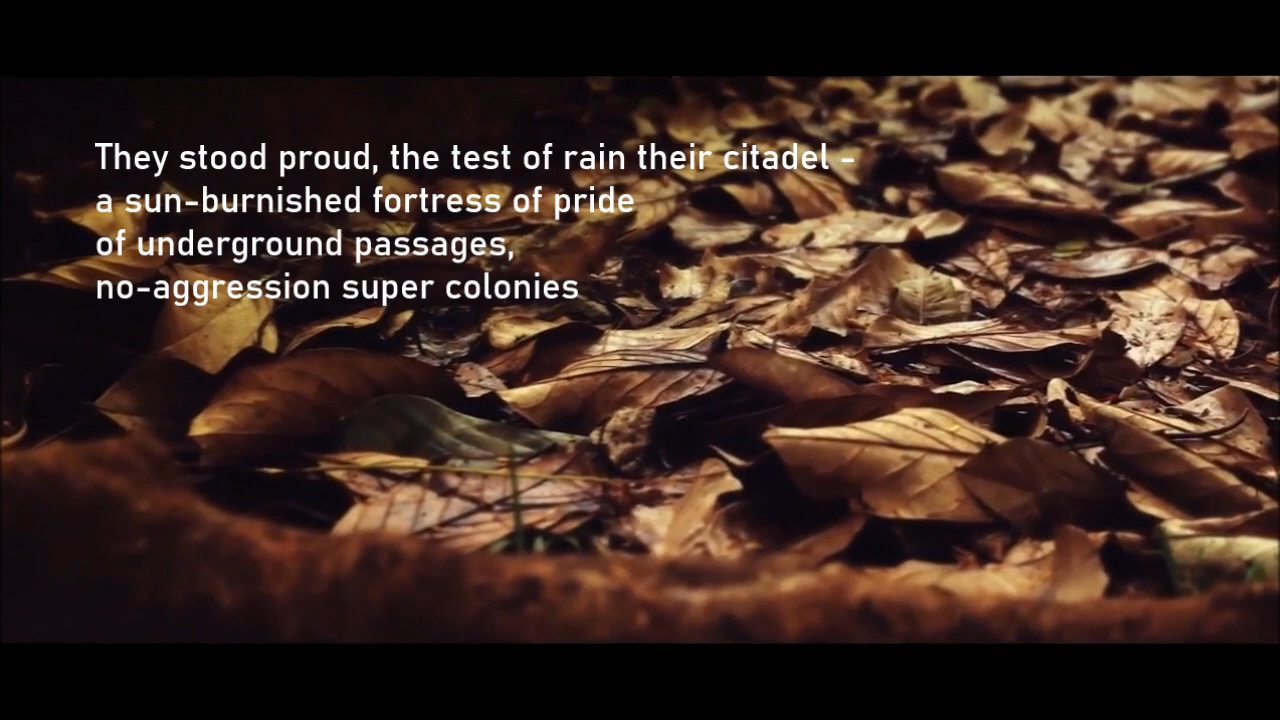 They stood proud, the test of rain their citadel -
a sun-burnished fortress of pride
of underground passages,
no-aggression super colonies